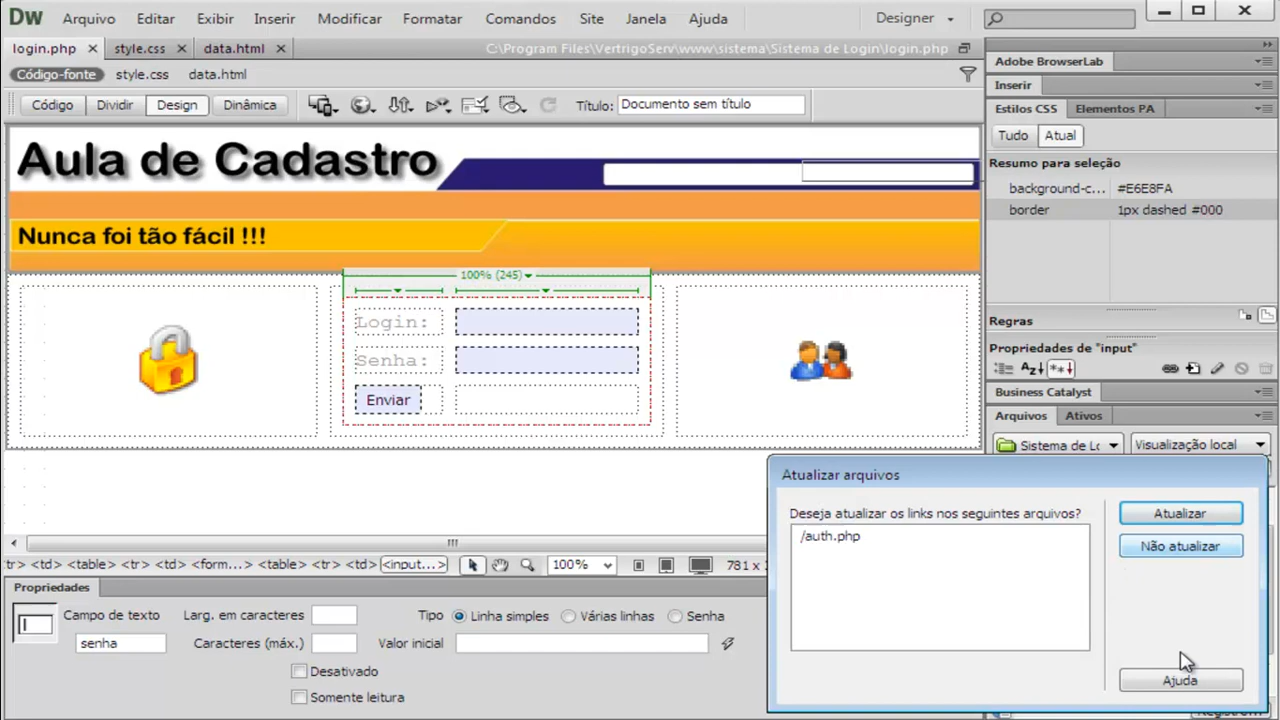 Dw Arquivo Editar Exibir Inserir Modificar Formatar Comandos Site Janela Ajuda Designer
login.php style.css data.html C:\Program Files\VertrigoServ\www\sistema\Sistema de Login\login.php
Código-fonte style.css data.html
Código Dividir Design Dinâmica Título: Documento sem título
Aula de Cadastro
Nunca foi tão fácil !!!
100% (245)
Login:
Senha:
Enviar
Adobe BrowserLab
Inserir
Estilos CSS Elementos PA
Tudo Atual
Resumo para seleção
background-c... #E6E8FA
border 1px dashed #000
Regras
Propriedades de "input"
Business Catalyst
Arquivos Ativos
Visualização local
Atualizar arquivos
Deseja atualizar os links nos seguintes arquivos?
/auth.php
Atualizar
Não atualizar
Ajuda
<td> <table> <tr> <td> <form... <table> <tr> <td> <input...> 100% 781 x
Propriedades
Campo de texto Larg. em caracteres Tipo Linha simples Várias linhas Senha
senha Caracteres (máx.) Valor inicial
Desativado
Somente leitura